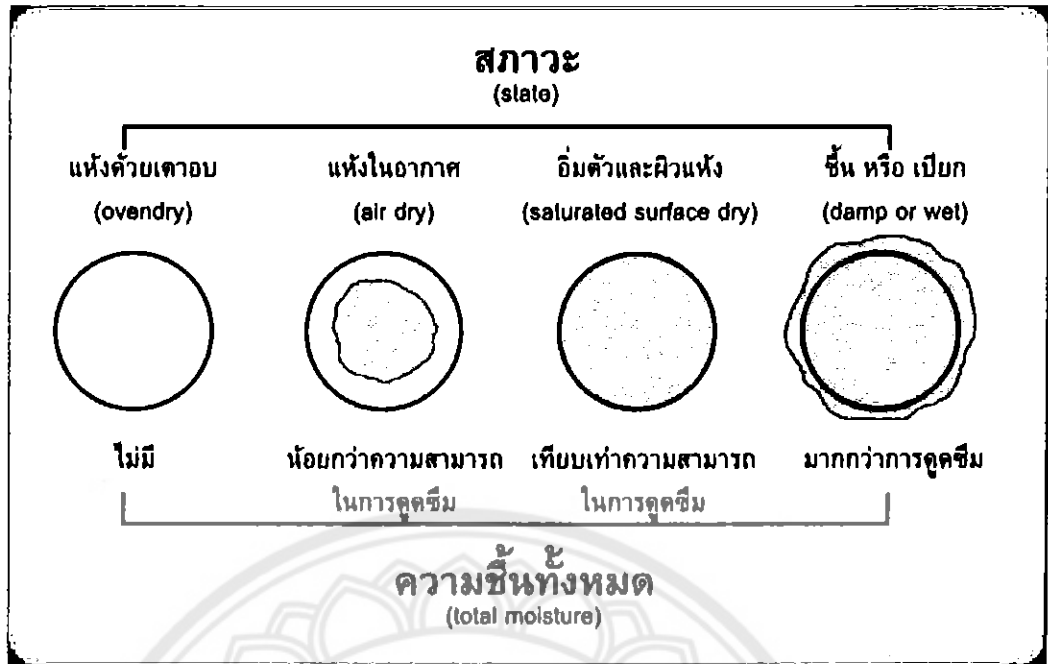 สภาวะ
(state)
แห้งด้วยเตาอบ แห้งในอากาศ อิ่มตัวและผิวแห้ง ชื้น หรือ เปียก
(ovendry) (air dry) (saturated surface dry) (damp or wet)
ไม่มี น้อยกว่าความสามารถ เทียบเท่าความสามารถ มากกว่าการดูดซึม
ในการดูดซึม ในการดูดซึม
ความชื้นทั้งหมด
(total moisture)